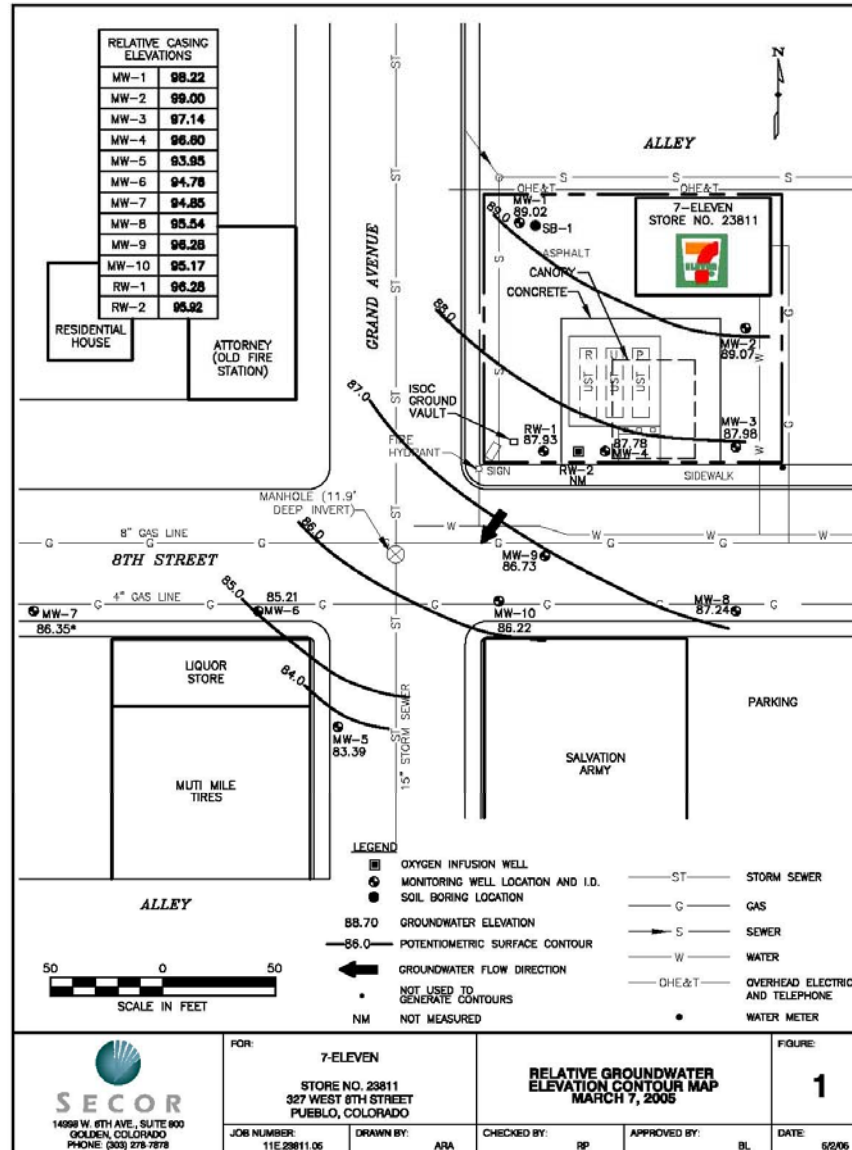 RELATIVE CASING
ELEVATIONS
MW-1 98.22
MW-2 99.00
MW-3 97.14
MW-4 96.60
MW-5 93.95
MW-6 94.78
MW-7 94.85
MW-8 95.54
MW-9 96.28
MW-10 95.17
RW-1 96.28
RW-2 95.92
RESIDENTIAL
HOUSE
ATTORNEY
(OLD FIRE
STATION)
GRAND AVENUE
ST
ST
ST
ST
ST
ST
ST
N
ALLEY
S
S
S
OHE&T
OHE&T
MW-1
89.02
SB-1
89.0
7-ELEVEN
STORE NO. 23811
ELEVEN
ASPHALT
CANOPY
CONCRETE
S
S
G
G
88.0
MW-2
89.07
W
W
R U P
UST UST UST
87.0
ISOC
GROUND
VAULT
RW-1
87.93
87.78
MW-4
MW-3
87.98
FIRE
HYDRANT
SIGN
RW-2
NM
SIDEWALK
MANHOLE (11.9'
DEEP INVERT)
8" GAS LINE
86.0
W
W
W
W
G
G
G
G
G
G
G
G
8TH STREET
MW-9
86.73
4" GAS LINE
85.0
85.21
MW-6
MW-7
86.35*
MW-10
86.22
MW-8
87.24
G
G
G
G
G
G
LIQUOR
STORE
84.0
MW-5
83.39
15" STORM SEWER
PARKING
MUTI MILE
TIRES
SALVATION
ARMY
ALLEY
LEGEND
OXYGEN INFUSION WELL
MONITORING WELL LOCATION AND I.D.
SOIL BORING LOCATION
88.70 GROUNDWATER ELEVATION
86.0 POTENTIOMETRIC SURFACE CONTOUR
GROUNDWATER FLOW DIRECTION
NOT USED TO
GENERATE CONTOURS
NM NOT MEASURED
ST STORM SEWER
G GAS
S SEWER
W WATER
OHE&T OVERHEAD ELECTRIC
AND TELEPHONE
WATER METER
50 0 50
SCALE IN FEET
SECOR
14998 W. 6TH AVE., SUITE 800
GOLDEN, COLORADO
PHONE: (303) 278-7878
FOR:
7-ELEVEN
STORE NO. 23811
327 WEST 8TH STREET
PUEBLO, COLORADO
RELATIVE GROUNDWATER
ELEVATION CONTOUR MAP
MARCH 7, 2005
FIGURE:
1
JOB NUMBER:
11E.23811.06
DRAWN BY:
ARA
CHECKED BY:
RP
APPROVED BY:
BL
DATE: